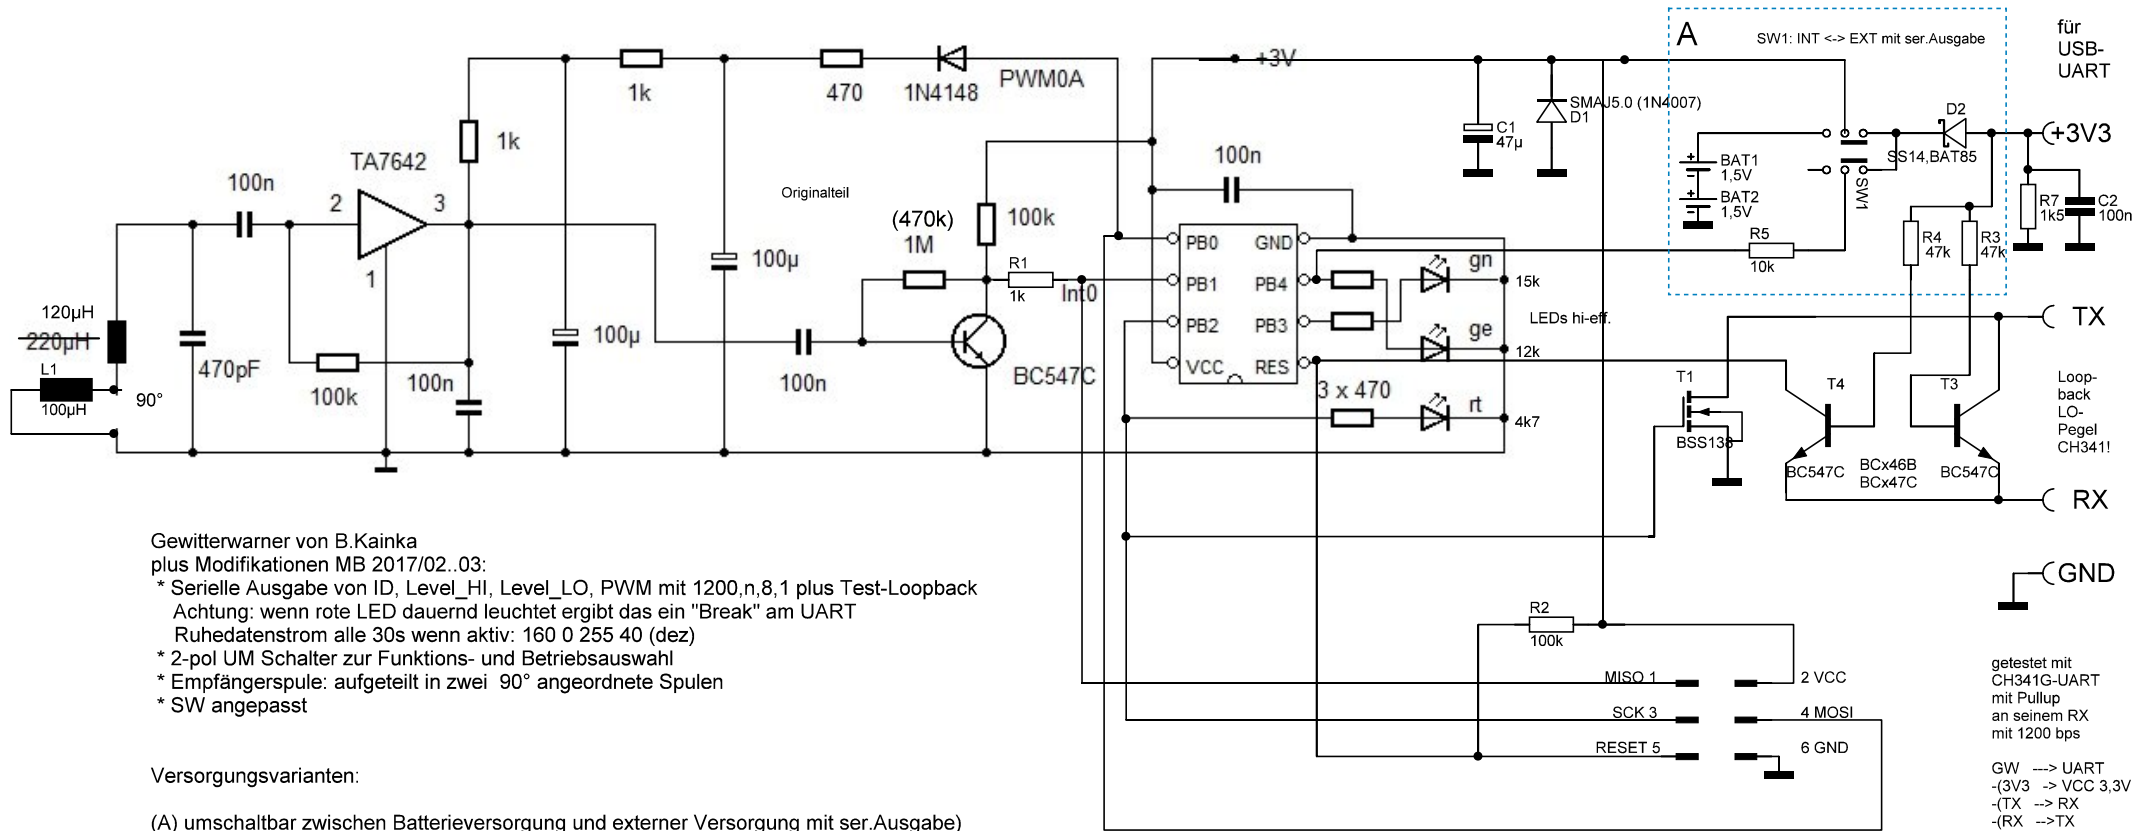 A
SW1: INT <-> EXT mit ser.Ausgabe
für
USB-
UART
+3V
1k
470
1N4148
PWM0A
SMAJ5.0 (1N4007)
D1
C1
47µ
D2
SS14,BAT85
+3V3
1k
TA7642
100n
2
3
1
Originalteil
100n
BAT1
1,5V
BAT2
1,5V
SW1
R7
1k5
C2
100n
(470k)
1M
100k
PB0
GND
R5
10k
R4
47k
R3
47k
100µ
R1
1k
Int0
PB1
PB4
gn
15k
120µH
220µH
470pF
100µ
PB2
PB3
LEDs hi-eff.
TX
L1
100µH
90°
100k
100n
100n
BC547C
VCC
RES
ge
12k
3 x 470
rt
4k7
T1
BSS138
T4
BC547C
BCx46B
BCx47C
T3
BC547C
Loop-
back
LO-
Pegel
CH341!
RX
GND
Gewitterwarner von B.Kainka
plus Modifikationen MB 2017/02..03:
* Serielle Ausgabe von ID, Level_HI, Level_LO, PWM mit 1200,n,8,1 plus Test-Loopback
Achtung: wenn rote LED dauernd leuchtet ergibt das ein "Break" am UART
Ruhedatenstrom alle 30s wenn aktiv: 160 0 255 40 (dez)
* 2-pol UM Schalter zur Funktions- und Betriebsauswahl
* Empfängerspule: aufgeteilt in zwei 90° angeordnete Spulen
* SW angepasst
Versorgungsvarianten:
(A) umschaltbar zwischen Batterieversorgung und externer Versorgung mit ser.Ausgabe)
R2
100k
MISO 1
2 VCC
SCK 3
4 MOSI
RESET 5
6 GND
getestet mit
CH341G-UART
mit Pullup
an seinem RX
mit 1200 bps
GW ---> UART
-(3V3 -> VCC 3,3V
-(TX --> RX
-(RX -->TX